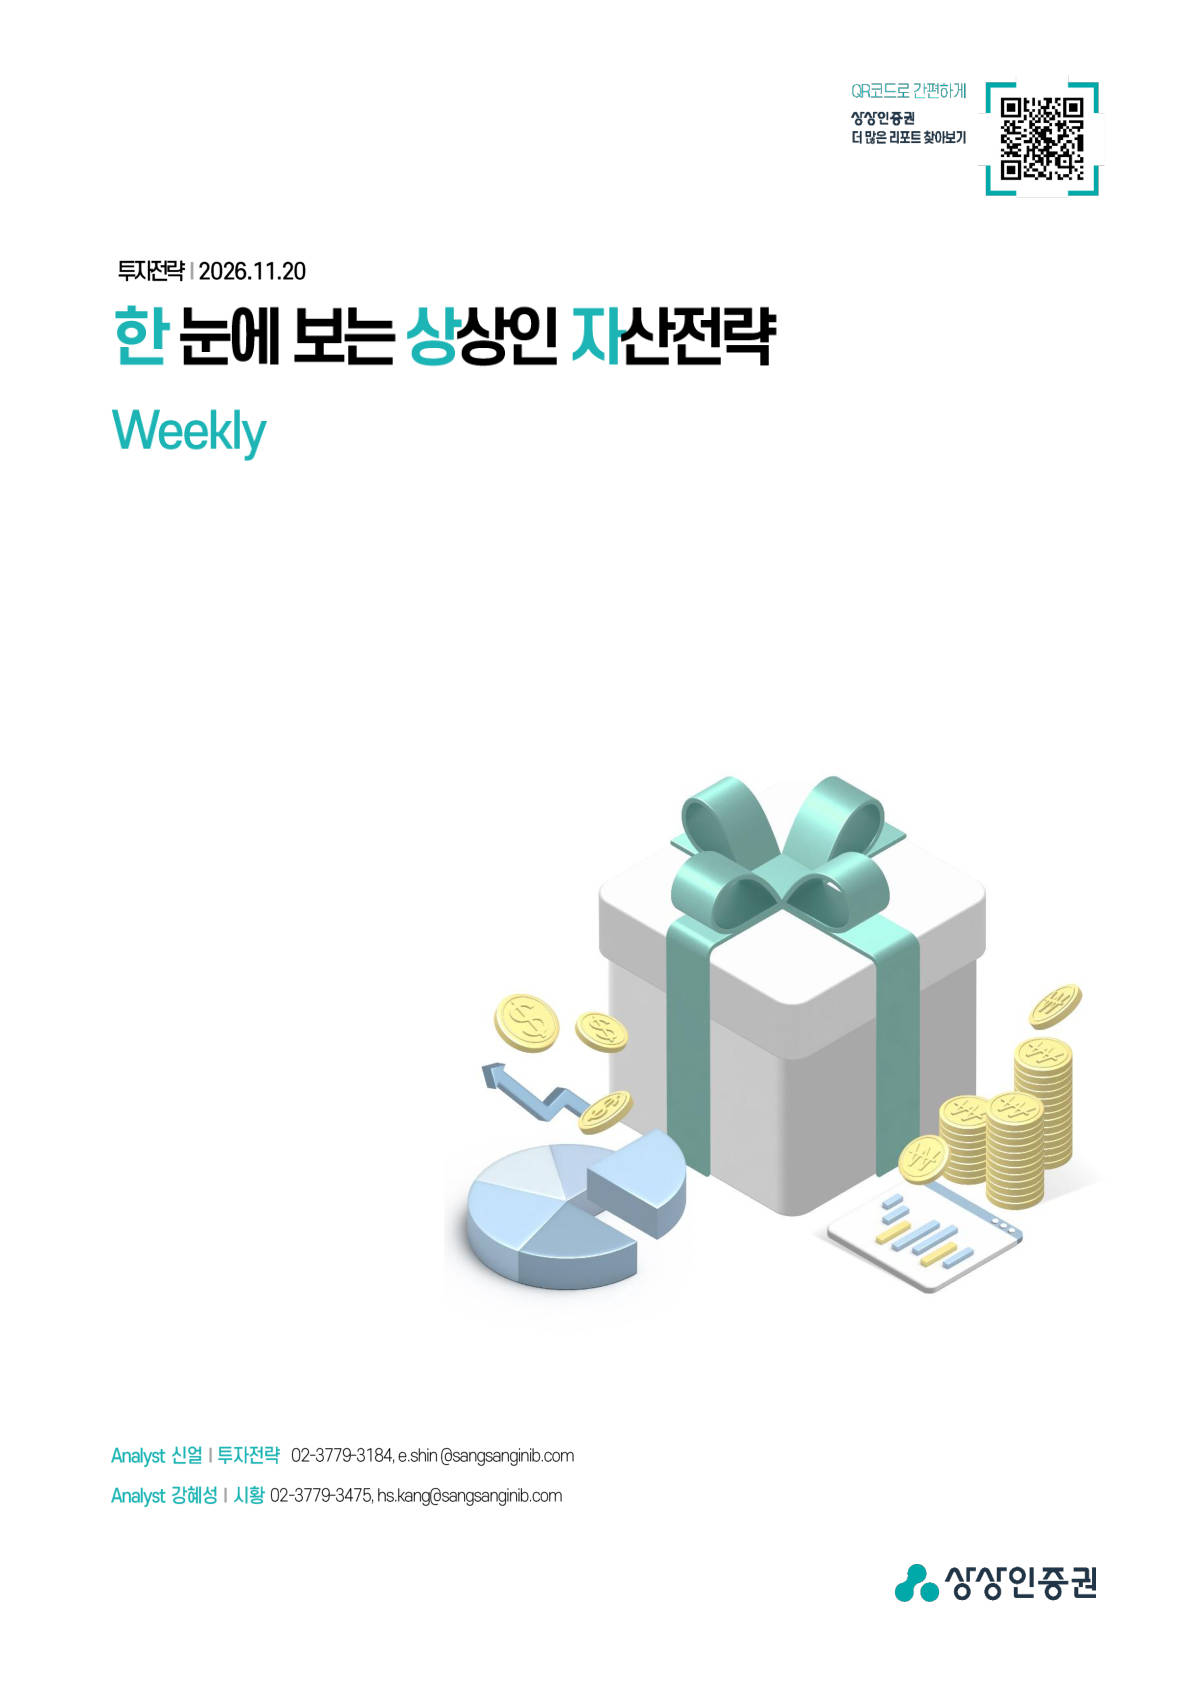 QR코드로 간편하게
상상인증권
더 많은 리포트 찾아보기
투자전략 | 2026.11.20
한 눈에 보는 상상인 자산전략
Weekly
Analyst 신얼 | 투자전략 02-3779-3184, e.shin@sangsanginib.com
Analyst 강혜성 | 시황 02-3779-3475, hs.kang@sangsanginib.com
상상인증권